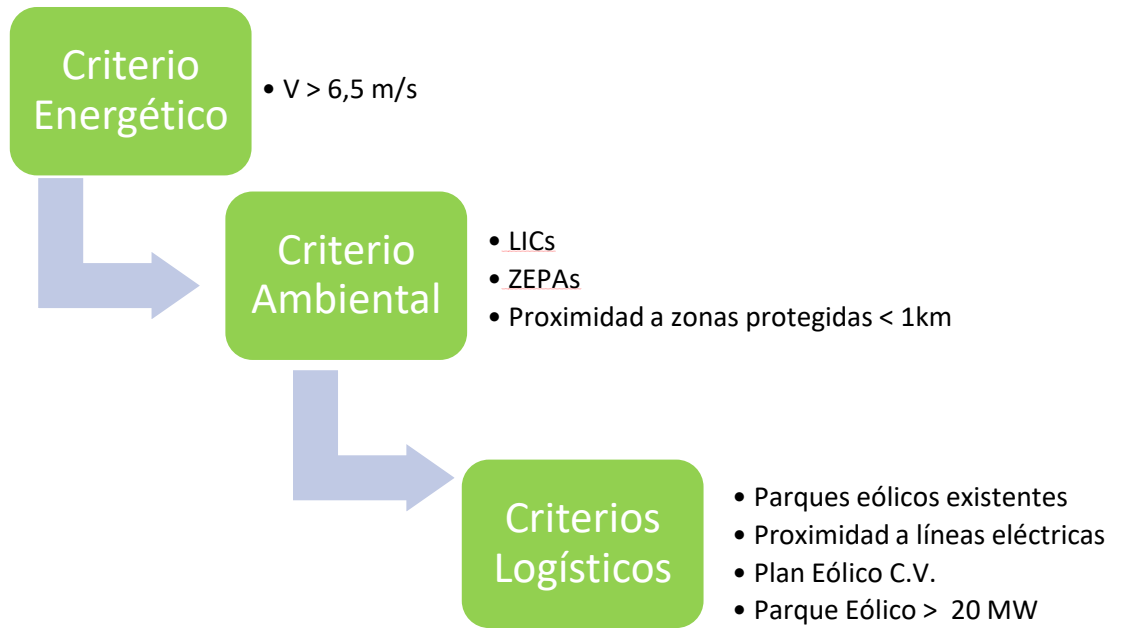 Criterio
Energético
• V > 6,5 m/s
Criterio
Ambiental
• LICs
• ZEPAs
• Proximidad a zonas protegidas < 1km
Criterios
Logísticos
• Parques eólicos existentes
• Proximidad a líneas eléctricas
• Plan Eólico C.V.
• Parque Eólico > 20 MW